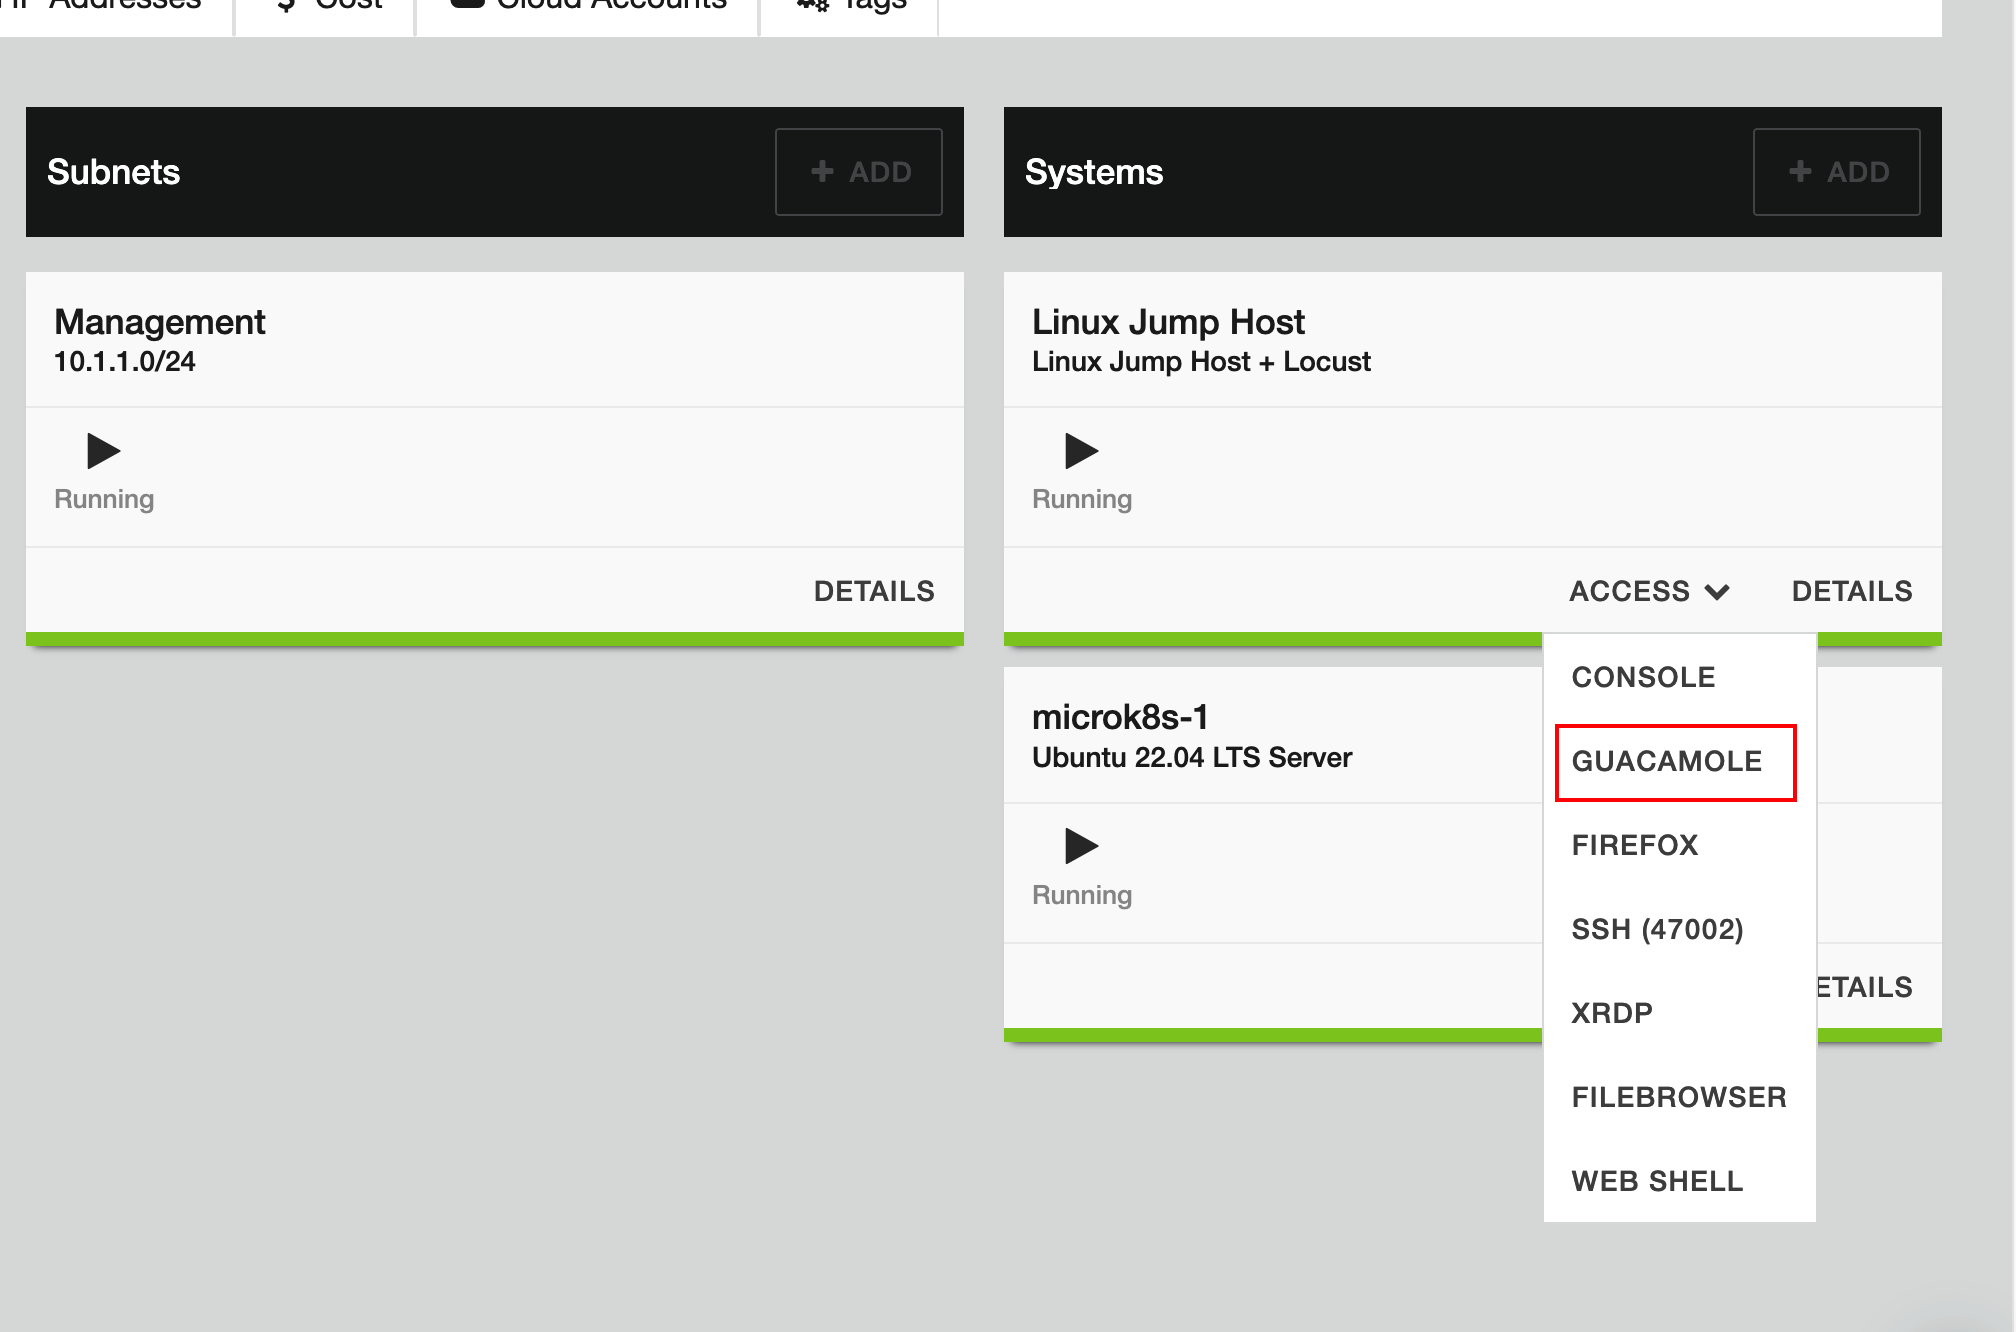 Addresses
Cost
Cloud Accounts
Tags
Subnets
+ ADD
Systems
+ ADD
Management
10.1.1.0/24
Running
DETAILS
Linux Jump Host
Linux Jump Host + Locust
Running
ACCESS
DETAILS
CONSOLE
GUACAMOLE
FIREFOX
SSH (47002)
XRDP
FILEBROWSER
WEB SHELL
microk8s-1
Ubuntu 22.04 LTS Server
Running
ETAILS